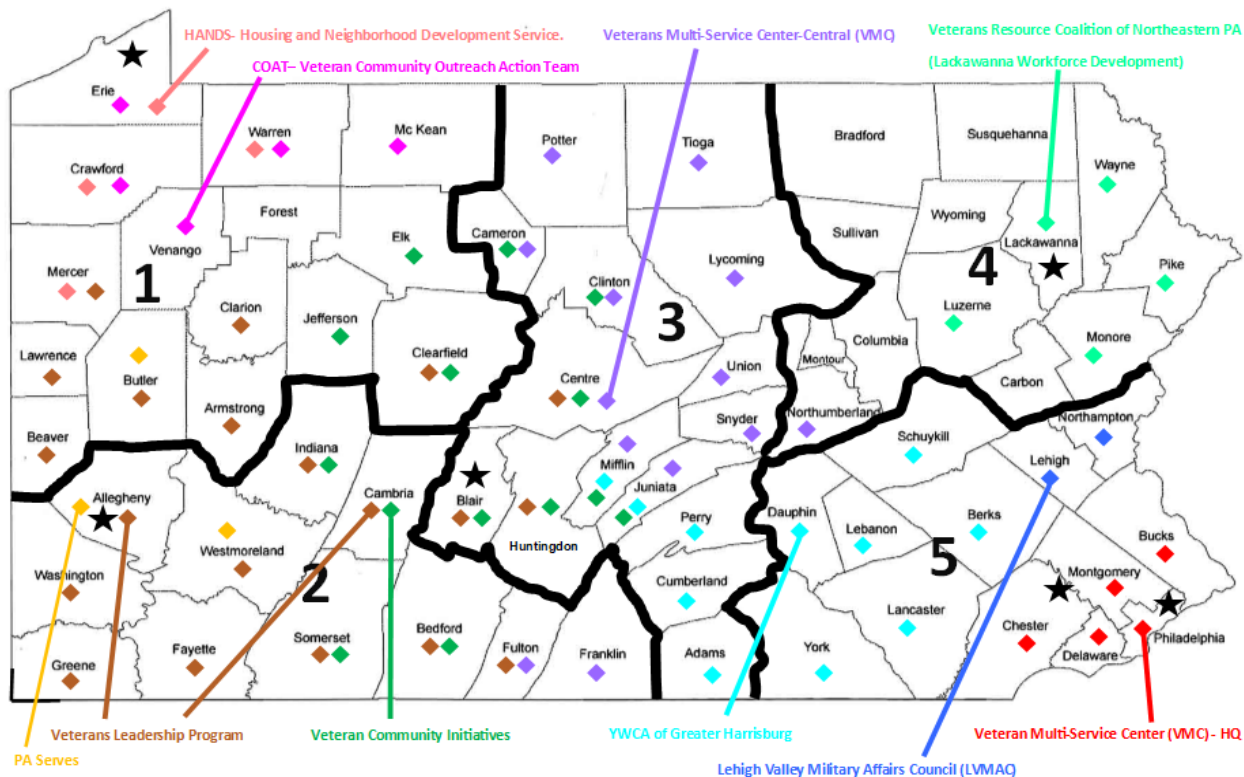 HANDS- Housing and Neighborhood Development Service.
Veterans Multi-Service Center-Central (VMC)
Veterans Resource Coalition of Northeastern PA
(Lackawanna Workforce Development)
COAT– Veteran Community Outreach Action Team
Erie
Warren
Mc Kean
Potter
Tioga
Bradford
Susquehanna
Wayne
Crawford
Forest
Venango
Elk
Cameron
Clinton
Lycoming
Sullivan
Wyoming
Lackawanna
Pike
Mercer
1
Clarion
Jefferson
Clearfield
3
4
Luzerne
Monore
Lawrence
Butler
Armstrong
Centre
Union
Montour
Columbia
Carbon
Snyder
Northumberland
Northampton
Beaver
Indiana
Schuykill
Allegheny
Cambria
Blair
Mifflin
Juniata
Lehigh
Westmoreland
Huntingdon
Perry
Dauphin
Lebanon
Berks
Bucks
Washington
2
Cumberland
5
Montgomery
Lancaster
Greene
Fayette
Somerset
Bedford
Fulton
Franklin
Adams
York
Chester
Delaware
Philadelphia
PA Serves
Veterans Leadership Program
Veteran Community Initiatives
YWCA of Greater Harrisburg
Veteran Multi-Service Center (VMC) - HQ
Lehigh Valley Military Affairs Council (LVMAC)